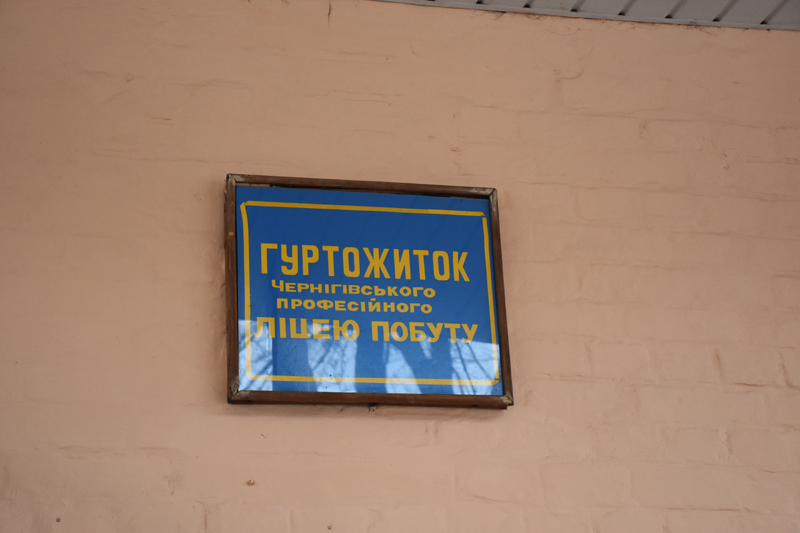 ГУРТОЖИТОК
ЧЕРНІГІВСЬКОГО
ПРОФЕСІЙНОГО
ЛІЦЕЮ ПОБУТУ